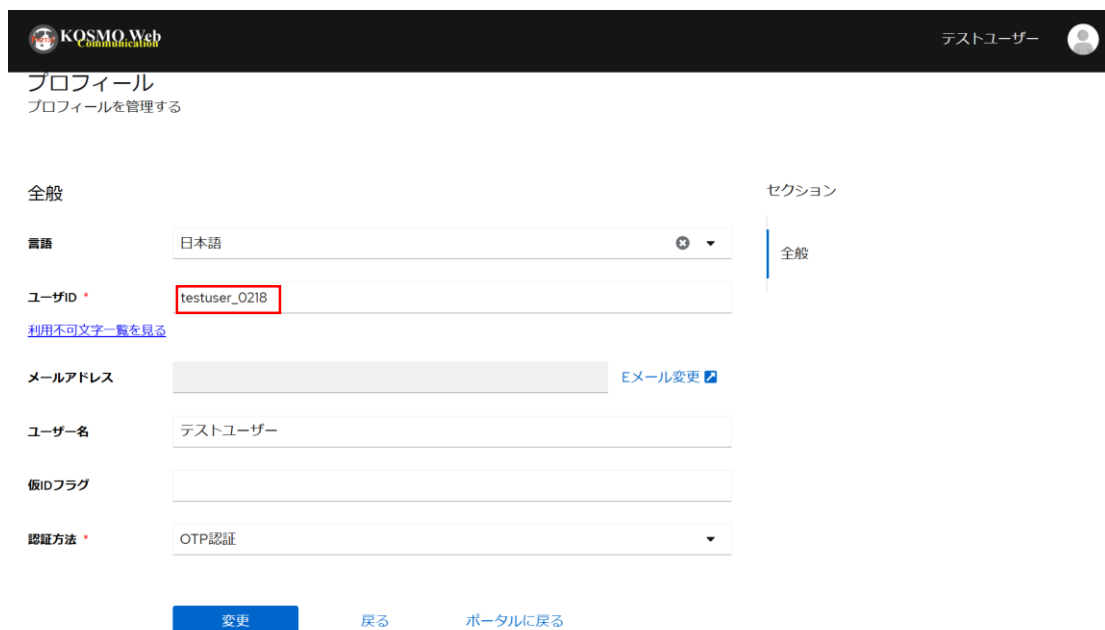 KOSMO Web
Communication
テストユーザー
プロフィール
プロフィールを管理する
全般
セクション
言語
日本語
全般
ユーザID *
testuser_0218
利用不可文字一覧を見る
メールアドレス
Eメール変更
ユーザー名
テストユーザー
仮IDフラグ
認証方法 *
OTP認証
変更
戻る
ポータルに戻る